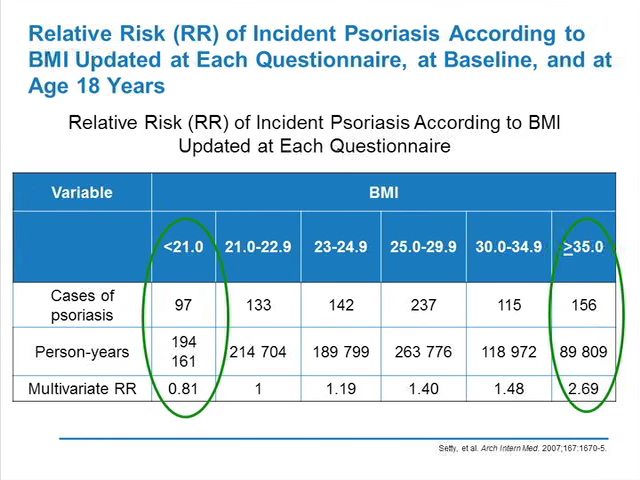 Relative Risk (RR) of Incident Psoriasis According to
BMI Updated at Each Questionnaire, at Baseline, and at
Age 18 Years
Relative Risk (RR) of Incident Psoriasis According to BMI
Updated at Each Questionnaire
Variable BMI
<21.0 21.0-22.9 23-24.9 25.0-29.9 30.0-34.9 ≥35.0
Cases of
psoriasis 97 133 142 237 115 156
Person-years 194
161 214 704 189 799 263 776 118 972 89 809
Multivariate RR 0.81 1 1.19 1.40 1.48 2.69
Setty, et al. Arch Intern Med. 2007;167:1670-5.